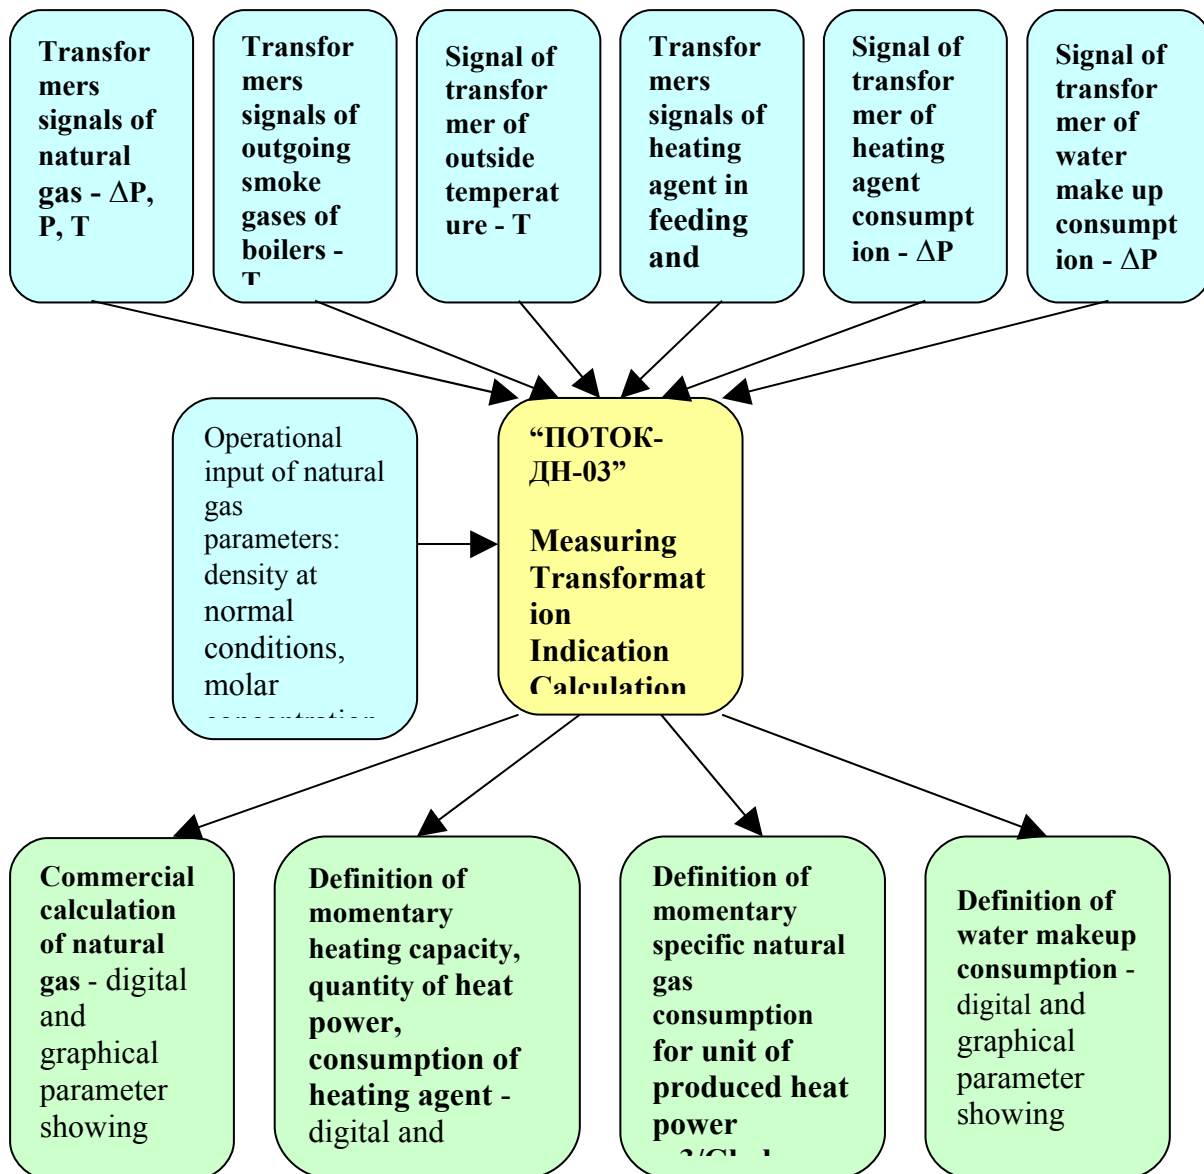 Transfor
mers
signals of
natural
gas - ΔP,
P, T
Transfor
mers
signals of
outgoing
smoke
gases of
boilers -
T
Signal of
transfor
mer of
outside
temperat
ure - T
Transfor
mers
signals of
heating
agent in
feeding
and
Signal of
transfor
mer of
heating
agent
consumpt
ion - ΔP
Signal of
transfor
mer of
water
make up
consumpt
ion - ΔP
Operational
input of natural
gas
parameters:
density at
normal
conditions,
molar
concentration
“ПОТОК-
ДН-03”
Measuring
Transformat
ion
Indication
Calculation
Commercial
calculation
of natural
gas - digital
and
graphical
parameter
showing
Definition of
momentary
heating capacity,
quantity of heat
power,
consumption of
heating agent -
digital and
Definition of
momentary
specific natural
gas
consumption
for unit of
produced heat
power
Definition of
water makeup
consumption -
digital and
graphical
parameter
showing